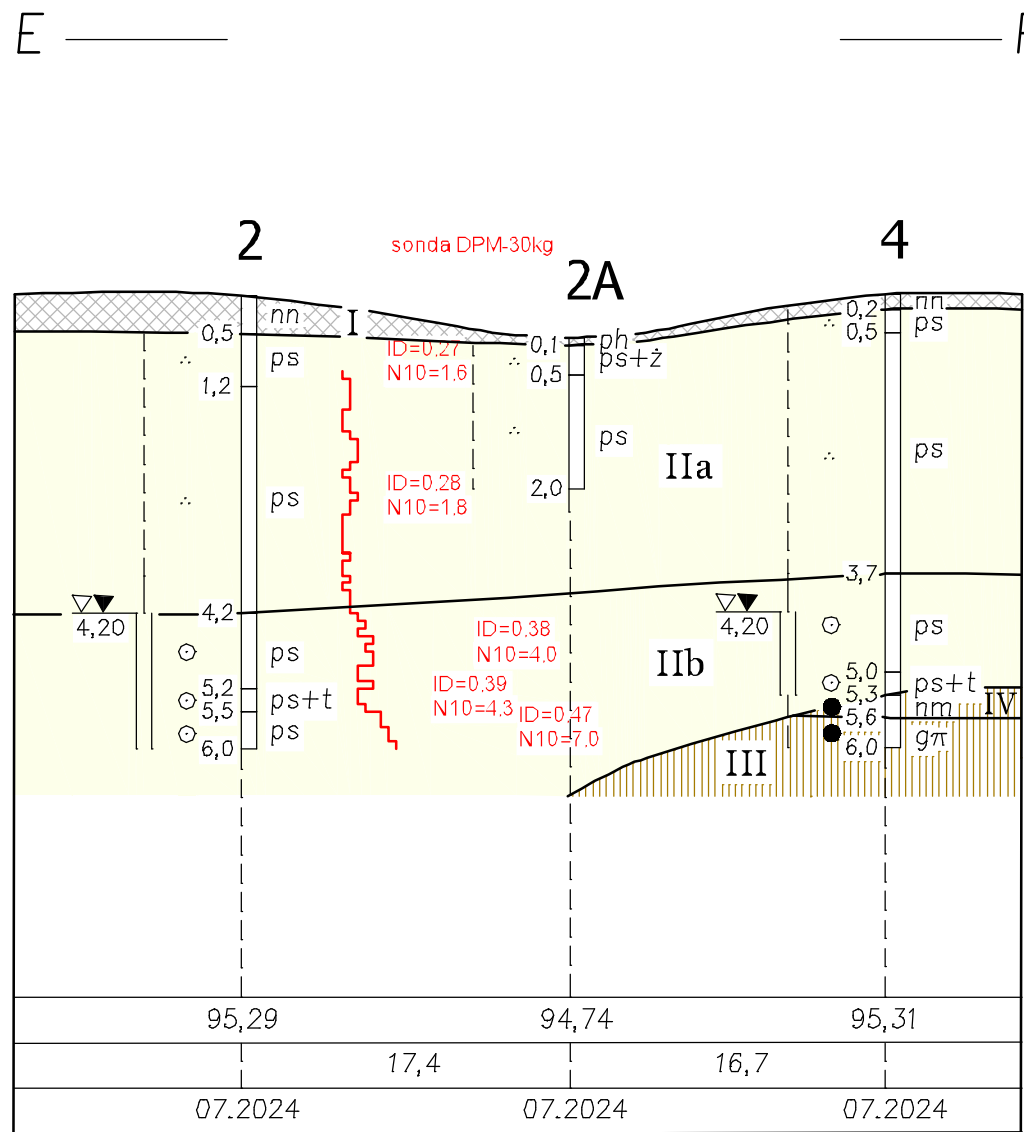 E
2
sonda DPM-30kg
2A
4
nn
I
0,5
0,1
ph
ps+ż
0,2
nn
ps
0,5
ID=0.27
N10=1.6
ps
1,2
0,5
ps
IIa
ps
ID=0.28
N10=1.8
2,0
ps
3,7
4,2
4,20
4,20
ID=0.38
N10=4.0
IIb
ps
ps
5,0
ps+t
5,2
ps+t
5,5
ID=0.39
N10=4.3
5,3
nm
IV
ID=0.47
N10=7.0
5,6
ps
6,0
III
6,0
gπ
95,29 94,74 95,31
17,4 16,7
07.2024 07.2024 07.2024